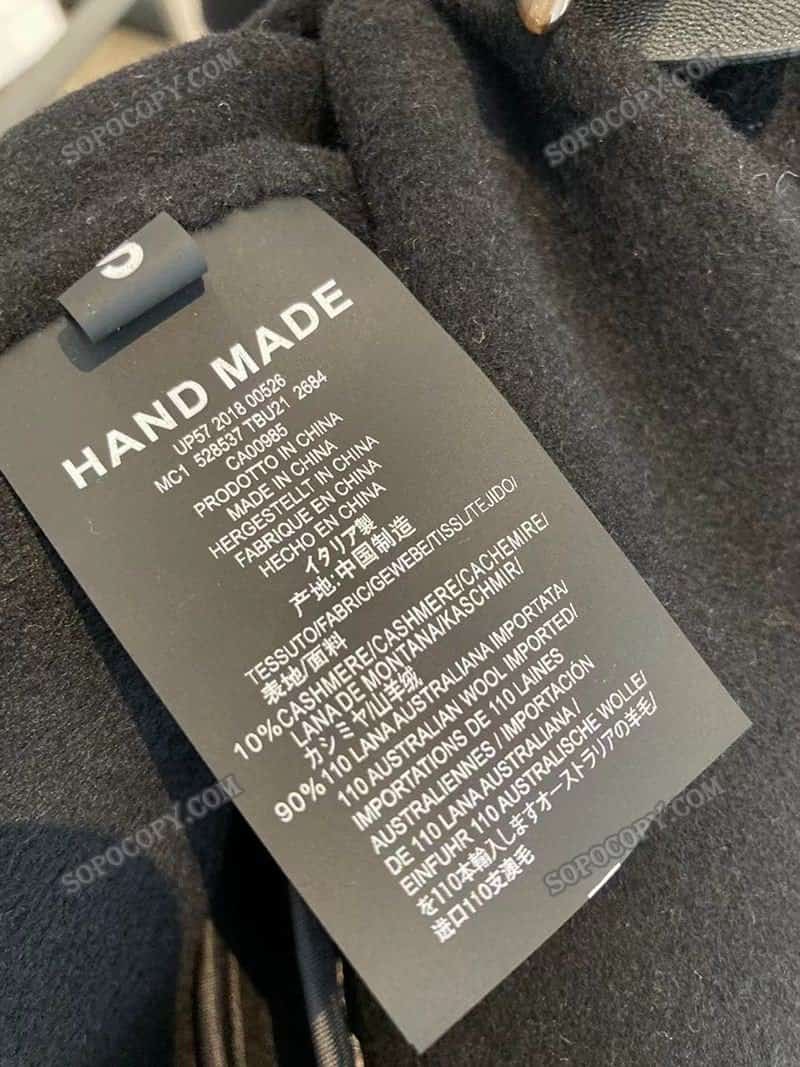 SOPOCOPY.COM
SOPOCOPY.COM
S
HAND MADE
UP57 2018 00526
MC1 528537 TBU21 2684
CA00985
PRODOTTO IN CHINA
MADE IN CHINA
HERGESTELLT IN CHINA
FABRIQUE EN CHINA
HECHO EN CHINA
イタリア製
产地:中国制造
TESSUTO/FABRIC/GEWEBE/TISSU/TEJIDO/
表地/面料
10%CASHMERE/CASHMERE/CACHEMIRE/
LANA DE MONTANA/KASCHMIR/
カシミヤ/山羊绒
90%110 LANA AUSTRALIANA IMPORTATA/
110 AUSTRALIAN WOOL IMPORTED/
IMPORTATIONS DE 110 LAINES
AUSTRALIENNES / IMPORTACIÓN
DE 110 LANA AUSTRALIANA /
EINFUHR 110 AUSTRALISCHE WOLLE/
を110本輸入しますオーストラリアの羊毛/
进口110支澳毛
SOPOCOPY.COM
SOPOCOPY.COM